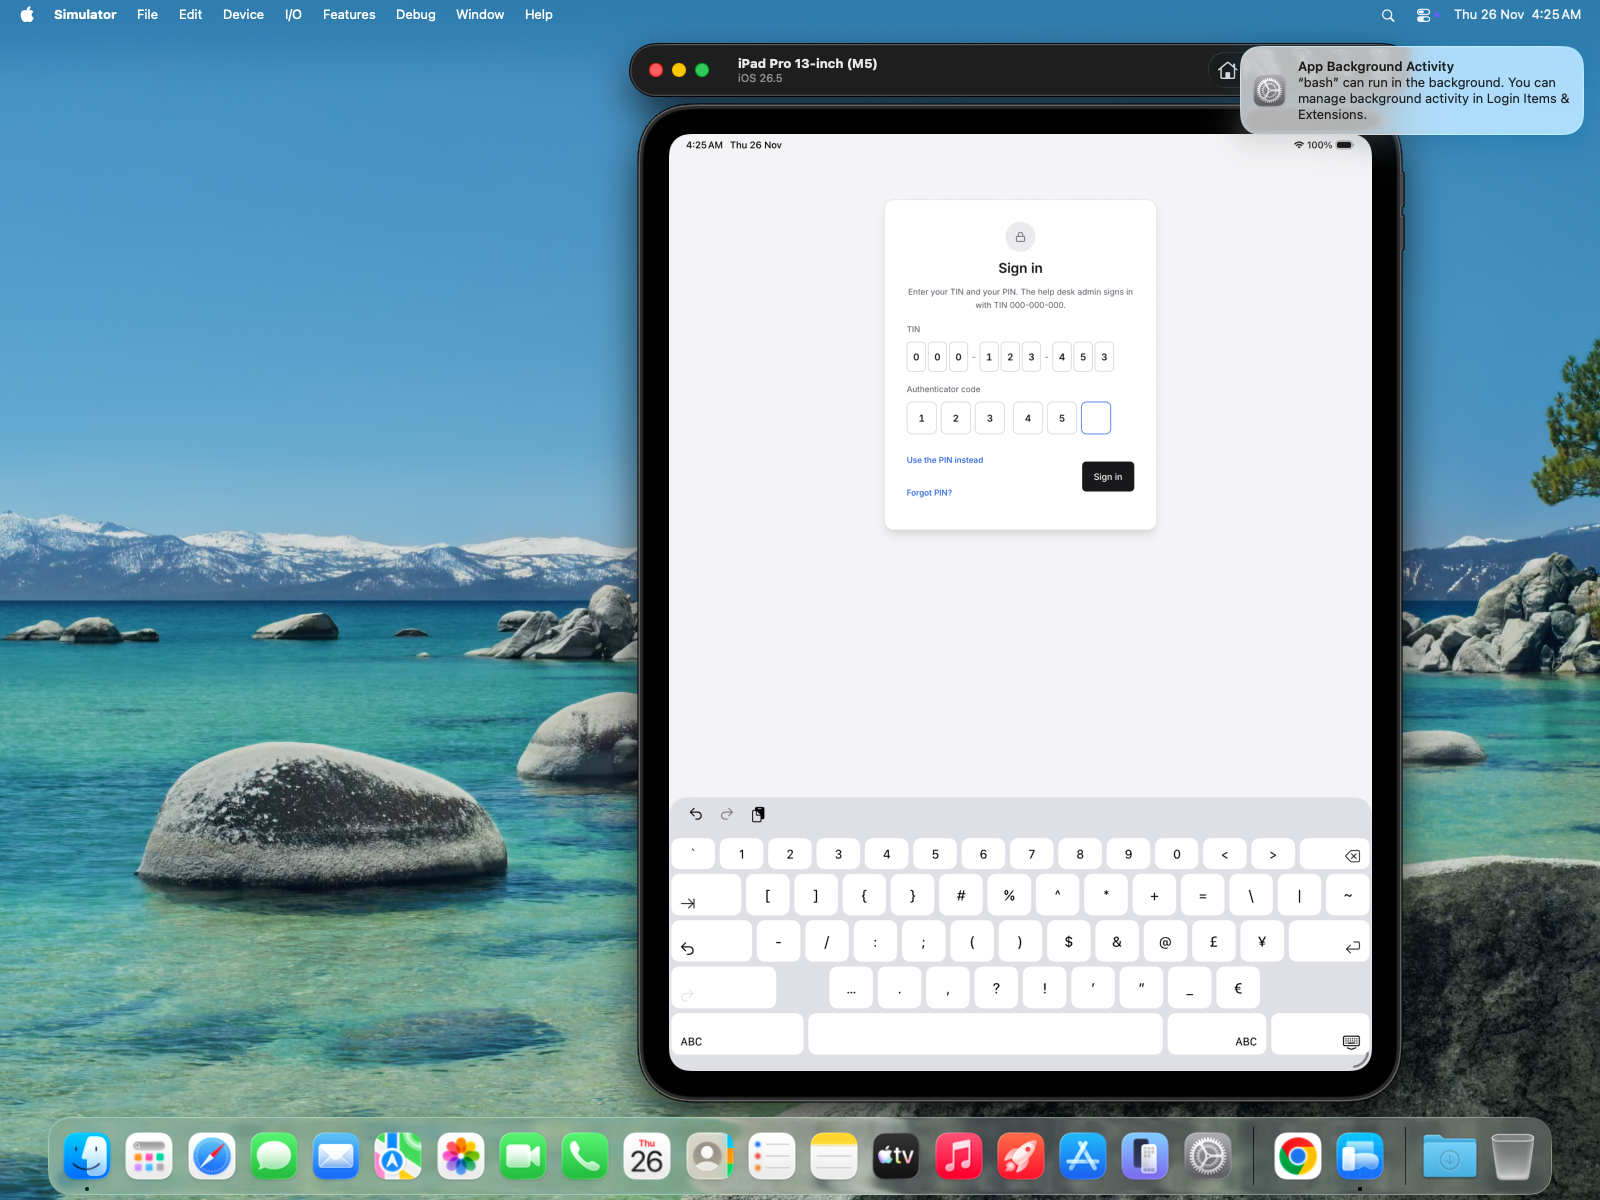 Simulator File Edit Device I/O Features Debug Window Help Thu 26 Nov 4:25 AM
iPad Pro 13-inch (M5)
iOS 26.5
App Background Activity
“bash” can run in the background. You can
manage background activity in Login Items &
Extensions.
4:25 AM Thu 26 Nov 100%
Sign in
Enter your TIN and your PIN. The help desk admin signs in
with TIN 000-000-000.
TIN
0 0 0 - 1 2 3 - 4 5 3
Authenticator code
1 2 3 4 5
Use the PIN instead
Sign in
Forgot PIN?
` 1 2 3 4 5 6 7 8 9 0 < >
[ ] { } # % ^ * + = \ | ~
- / : ; ( ) $ & @ £ ¥
... . , ? ! ' " _ €
ABC ABC
Thu
26
tv